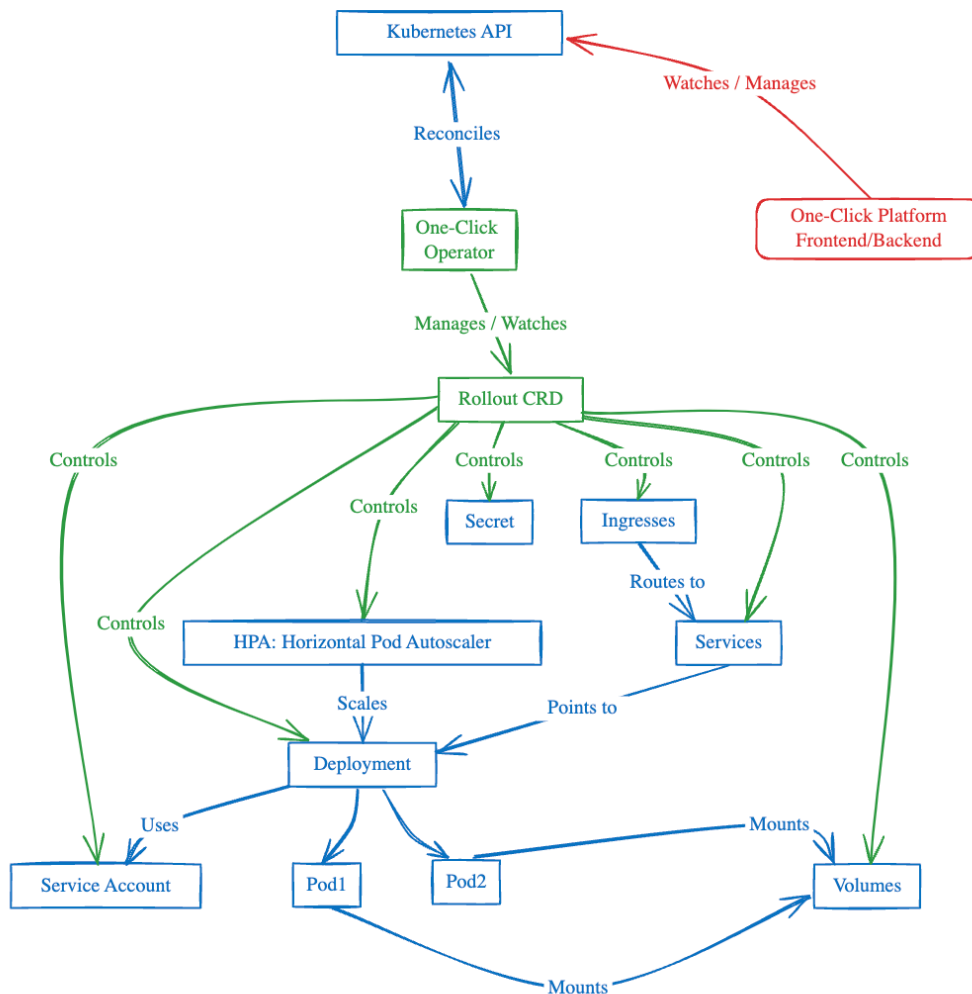 Kubernetes API
Watches / Manages
Reconciles
One-Click Platform
Frontend/Backend
One-Click
Operator
Manages / Watches
Rollout CRD
Controls
Controls
Controls
Controls
Controls
Controls
Secret
Ingresses
Routes to
Controls
HPA: Horizontal Pod Autoscaler
Services
Scales
Points to
Deployment
Uses
Mounts
Service Account
Pod1
Pod2
Volumes
Mounts